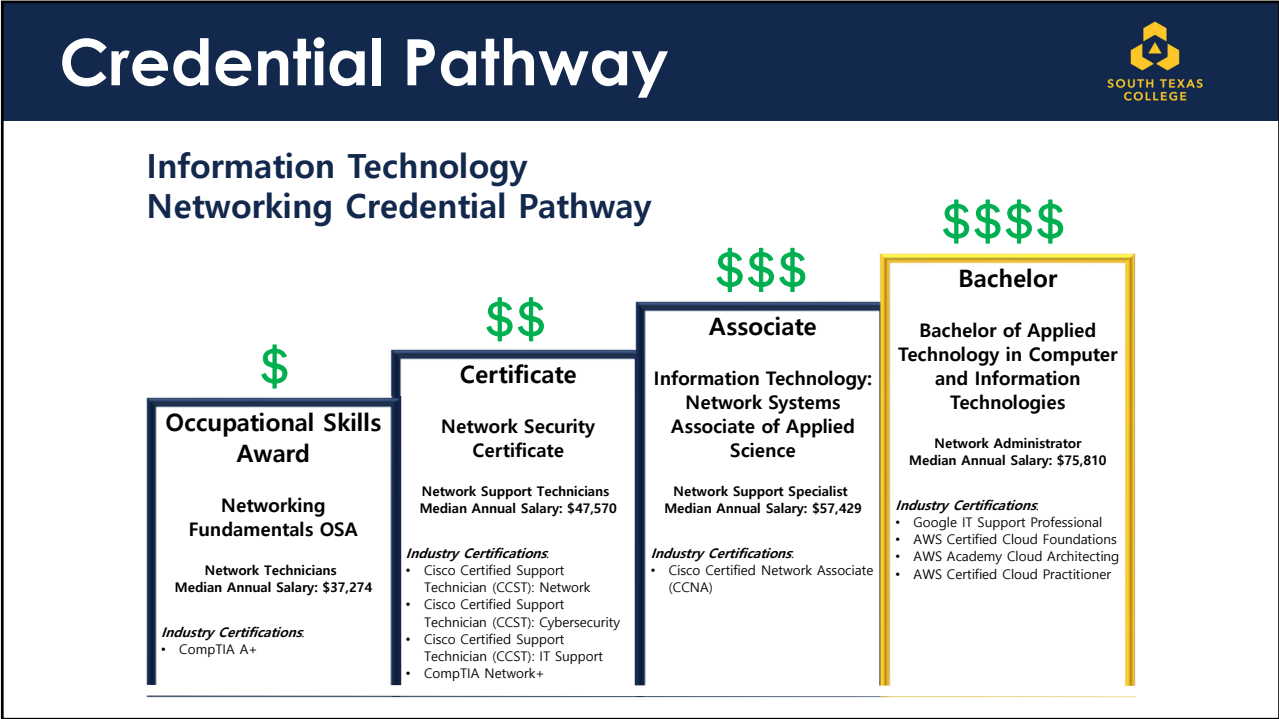 Credential Pathway
SOUTH TEXAS
COLLEGE
Information Technology
Networking Credential Pathway
$
Occupational Skills
Award
Networking
Fundamentals OSA
Network Technicians
Median Annual Salary: $37,274
Industry Certifications:
• CompTIA A+
$$
Certificate
Network Security
Certificate
Network Support Technicians
Median Annual Salary: $47,570
Industry Certifications:
• Cisco Certified Support
Technician (CCST): Network
• Cisco Certified Support
Technician (CCST): Cybersecurity
• Cisco Certified Support
Technician (CCST): IT Support
• CompTIA Network+
$$$
Associate
Information Technology:
Network Systems
Associate of Applied
Science
Network Support Specialist
Median Annual Salary: $57,429
Industry Certifications:
• Cisco Certified Network Associate
(CCNA)
$$$$
Bachelor
Bachelor of Applied
Technology in Computer
and Information
Technologies
Network Administrator
Median Annual Salary: $75,810
Industry Certifications:
• Google IT Support Professional
• AWS Certified Cloud Foundations
• AWS Academy Cloud Architecting
• AWS Certified Cloud Practitioner